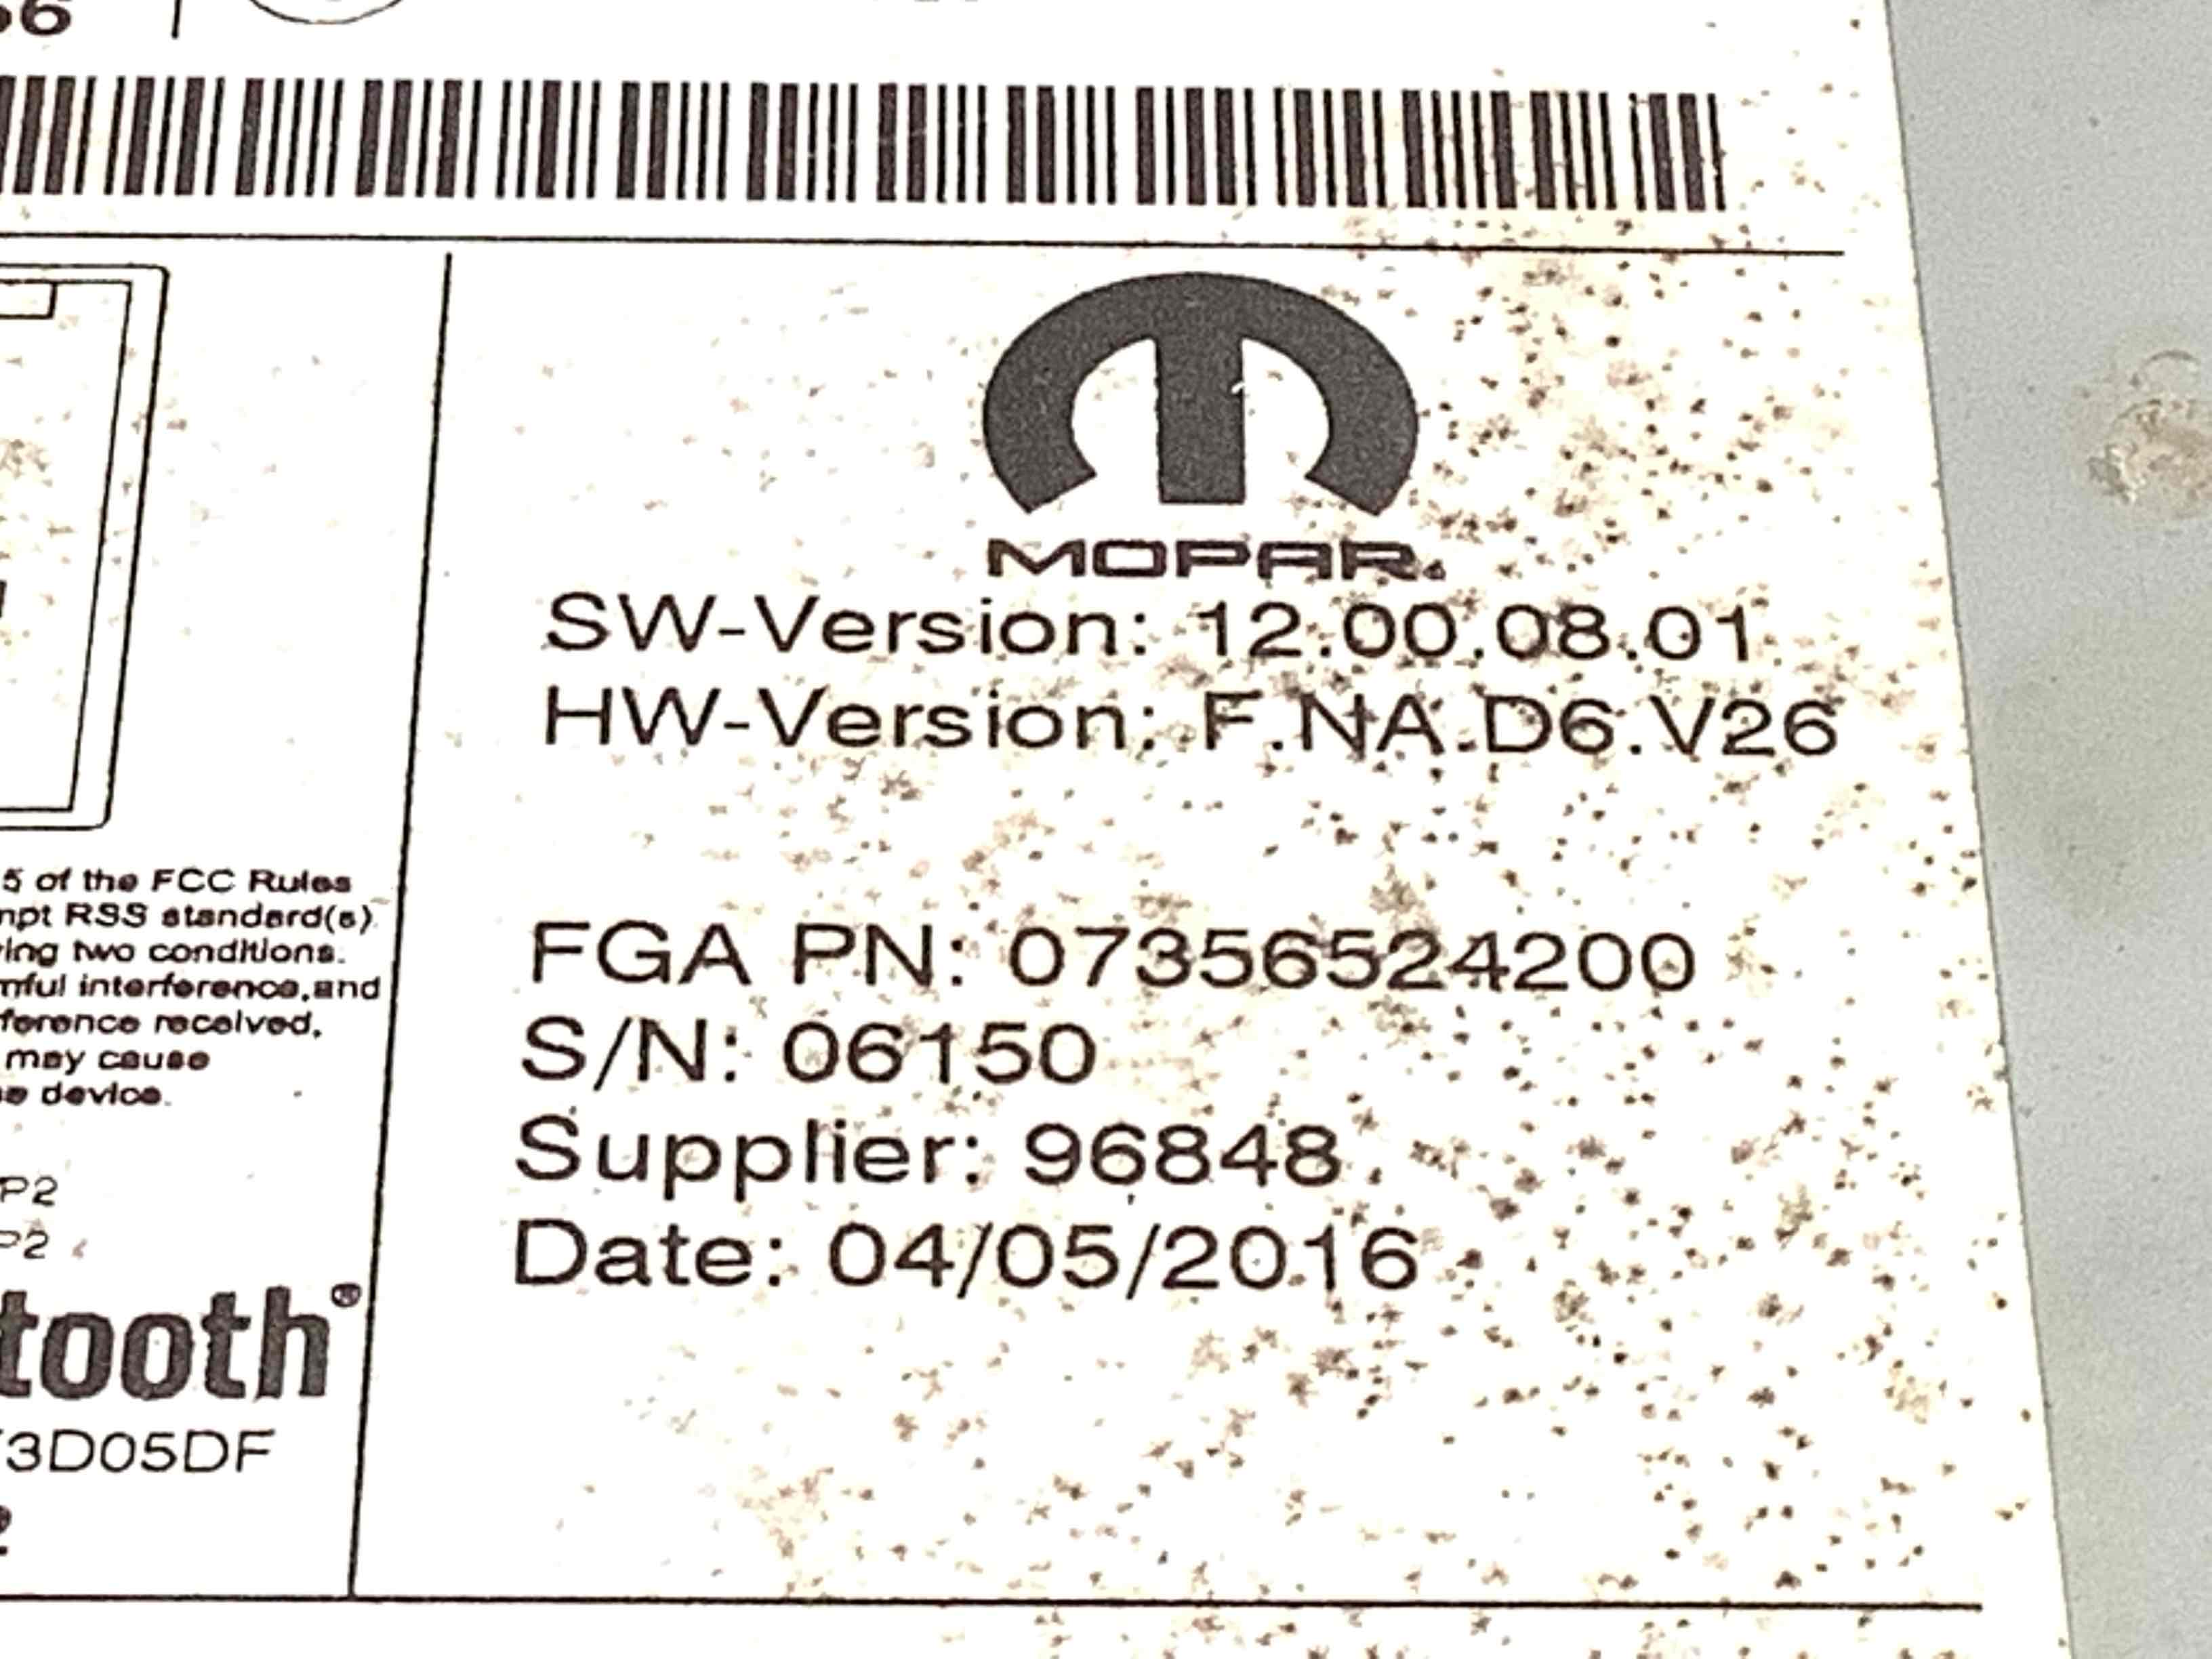 66
MOPAR.
SW-Version: 12.00.08.01
HW-Version: F.NA.D6.V26
FGA PN: 07356524200
S/N: 06150
Supplier: 96848
Date: 04/05/2016
5 of the FCC Rules
mpt RSS standard(s).
ving two conditions.
mful interference,and
ference received,
may cause
device.
P2
P2
tooth®
3D05DF
2